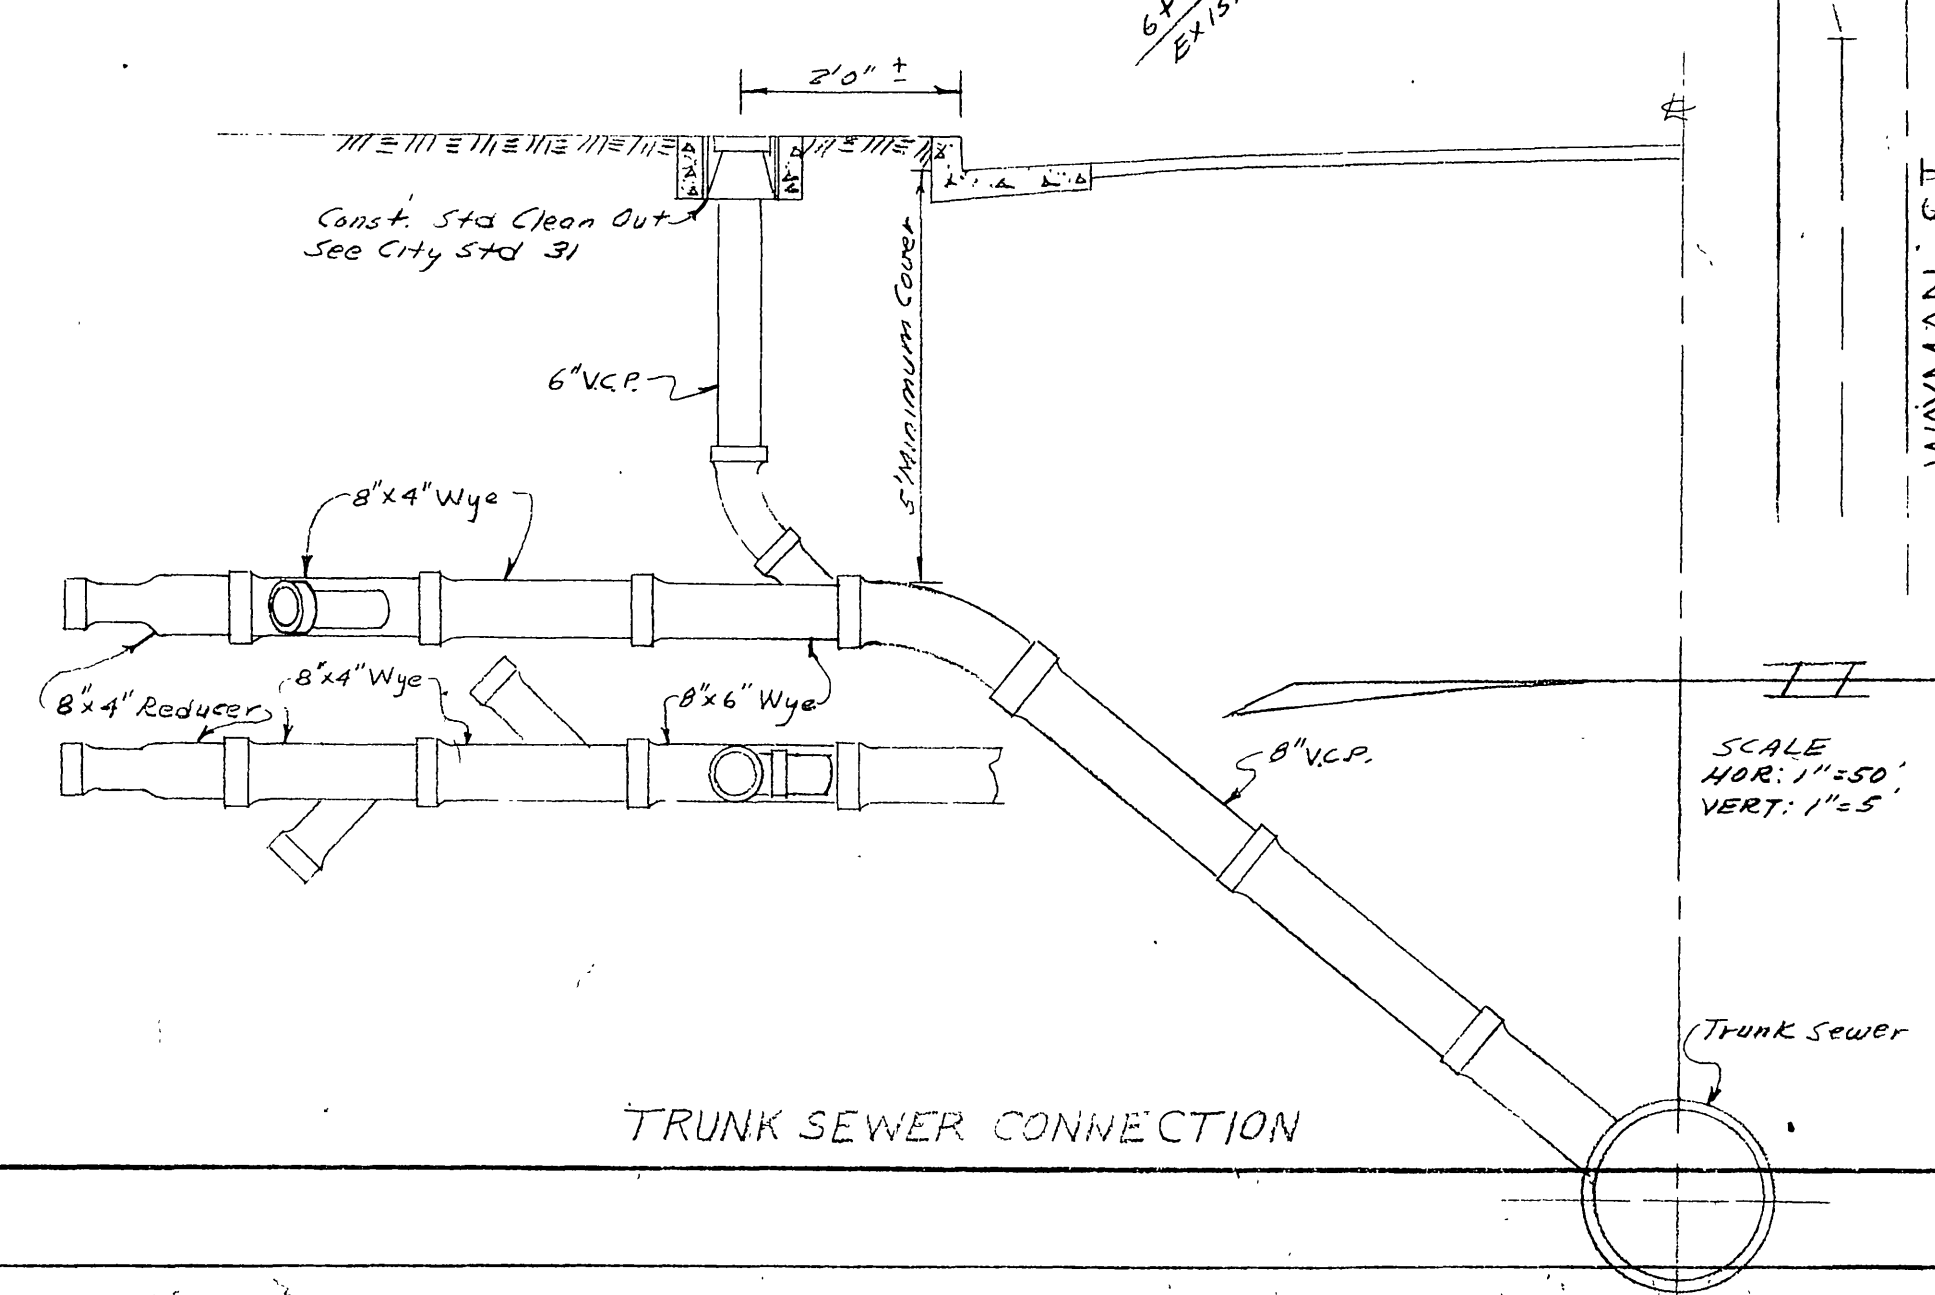 2'0" ±
Const. Std Clean Out
See City Std 31
5' Minimum Cover
6" V.C.P.
8"x4" Wye
8"x4" Wye
8"x4" Reducer
8"x6" Wye
8" V.C.P.
SCALE
HOR: 1"=50'
VERT: 1"=5'
Trunk Sewer
TRUNK SEWER CONNECTION